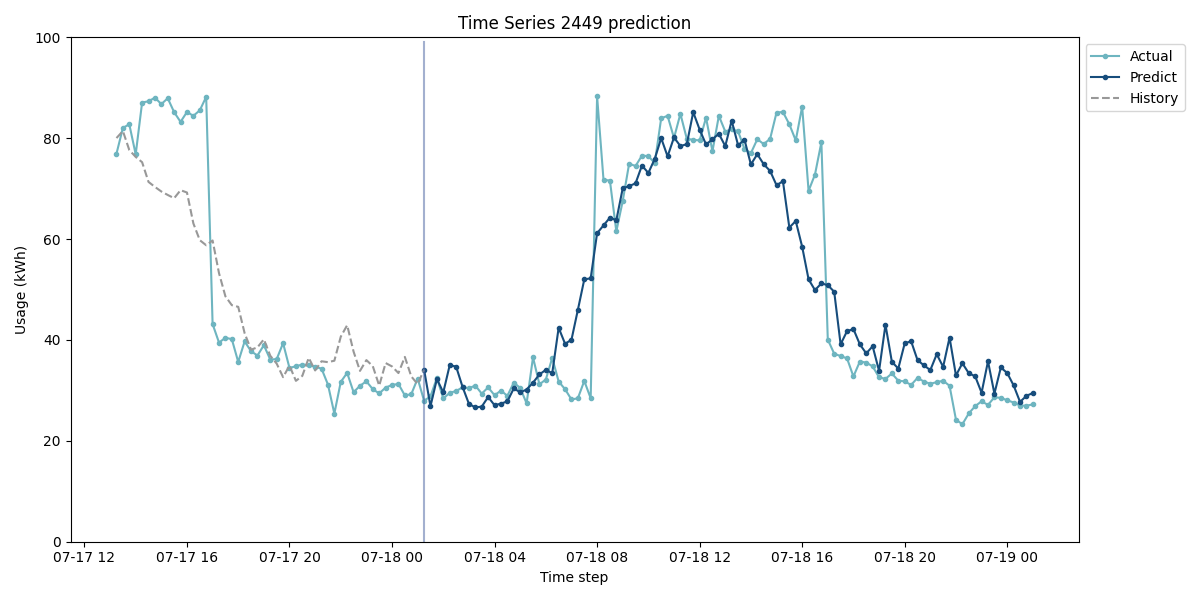 Time Series 2449 prediction
Usage (kWh)
100
80
60
40
20
0
07-17 12
07-17 16
07-17 20
07-18 00
07-18 04
07-18 08
07-18 12
07-18 16
07-18 20
07-19 00
Time step
Actual
Predict
History